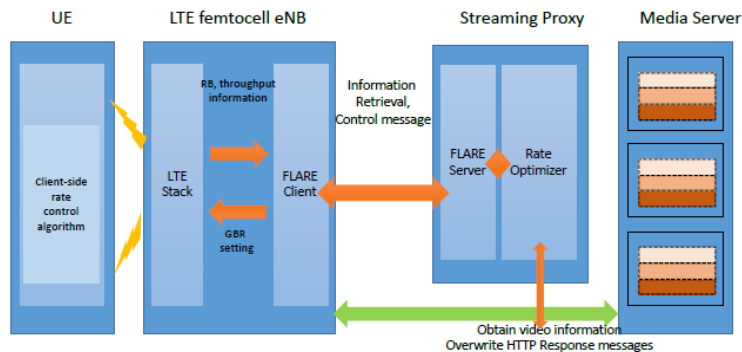 UE
LTE femtocell eNB
Streaming Proxy
Media Server
RB, throughput
information
Information
Retrieval,
Control message
Client-side
rate
control
algorithm
LTE
Stack
FLARE
Client
GBR
setting
FLARE
Server
Rate
Optimizer
Obtain video information
Overwrite HTTP Response messages